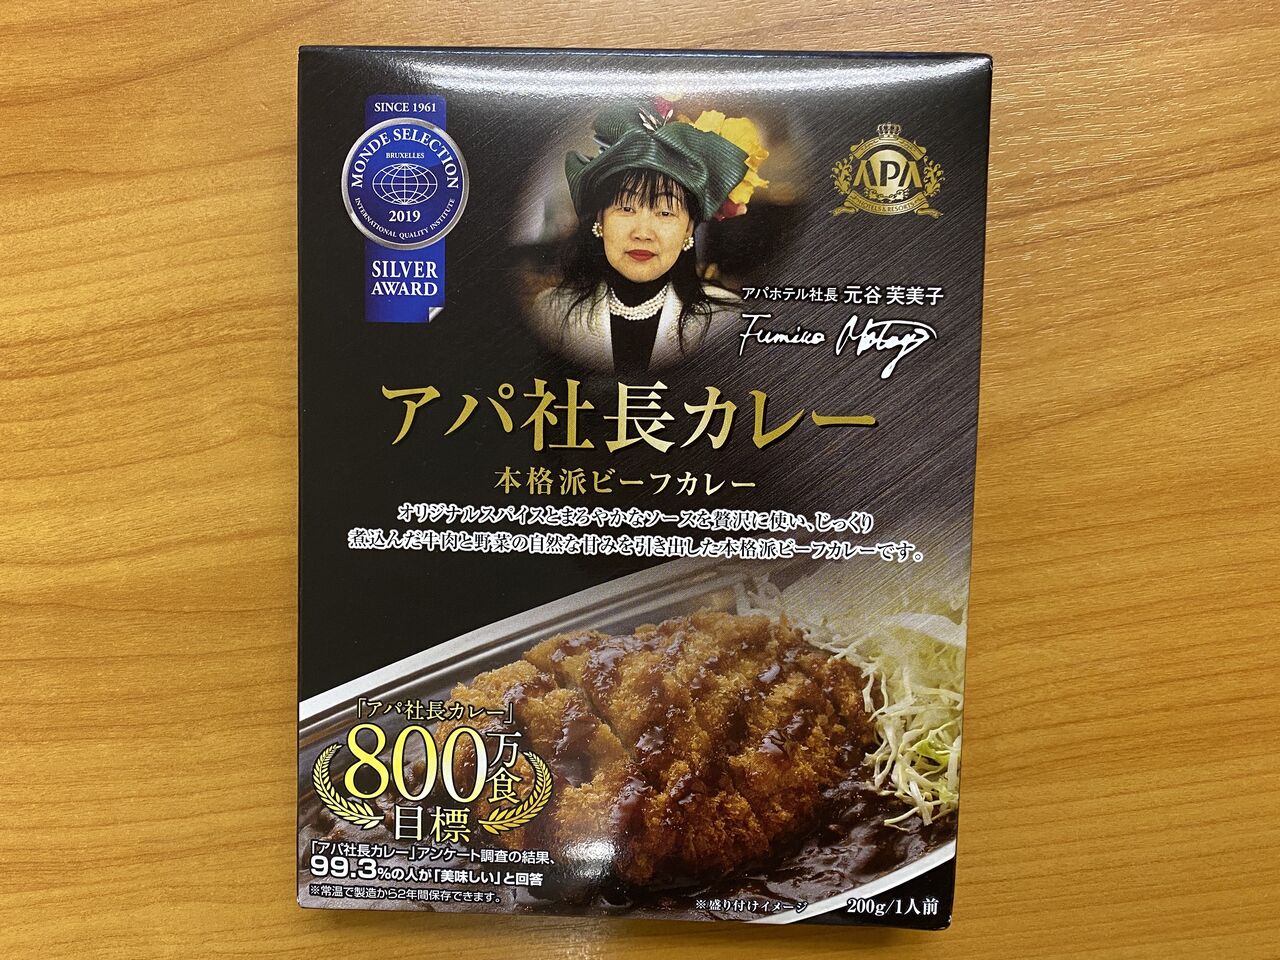 SINCE 1961
MONDE SELECTION
BRUXELLES
2019
INTERNATIONAL QUALITY INSTITUTE
SILVER
AWARD
APA
HOTELS & RESORTS
アパホテル社長 元谷 芙美子
Fumiko Motoya
アパ社長カレー
本格派ビーフカレー
オリジナルスパイスとまろやかなソースを贅沢に使い、じっくり
煮込んだ牛肉と野菜の自然な甘みを引き出した本格派ビーフカレーです。
「アパ社長カレー」
800万食
目標
「アパ社長カレー」アンケート調査の結果、
99.3%の人が「美味しい」と回答
※常温で製造から2年間保存できます。
※盛り付けイメージ 200g/1人前